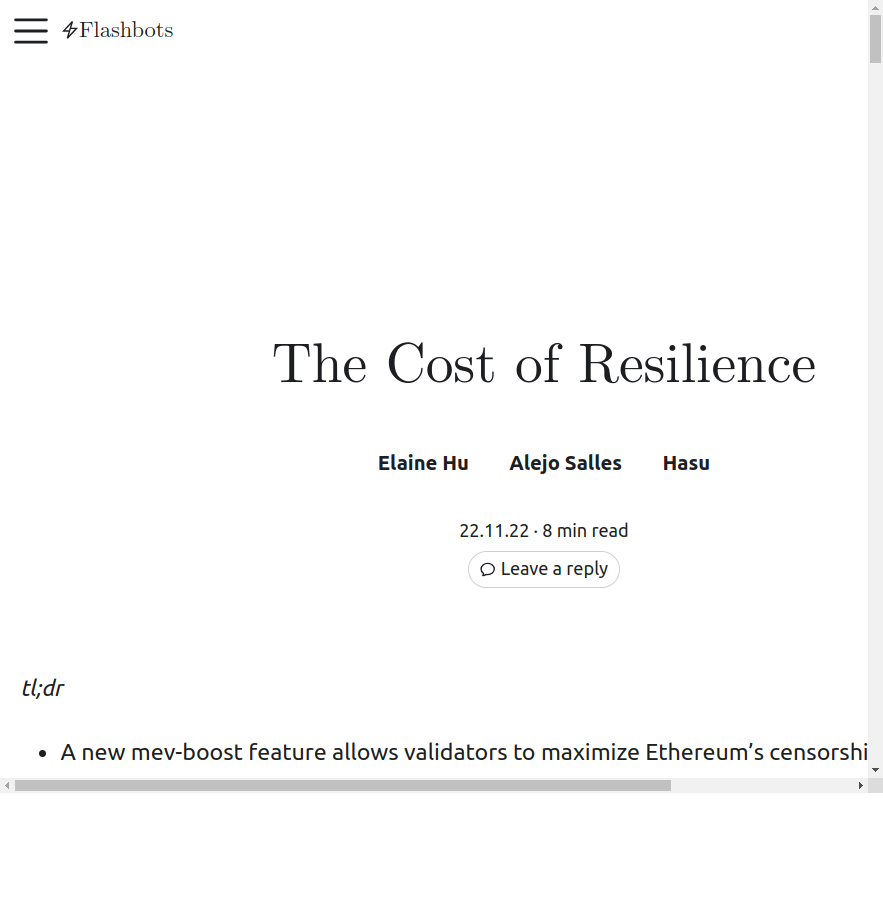 Flashbots
The Cost of Resilience
Elaine Hu Alejo Salles Hasu
22.11.22 · 8 min read
Leave a reply
tl;dr
• A new mev-boost feature allows validators to maximize Ethereum’s censorshi